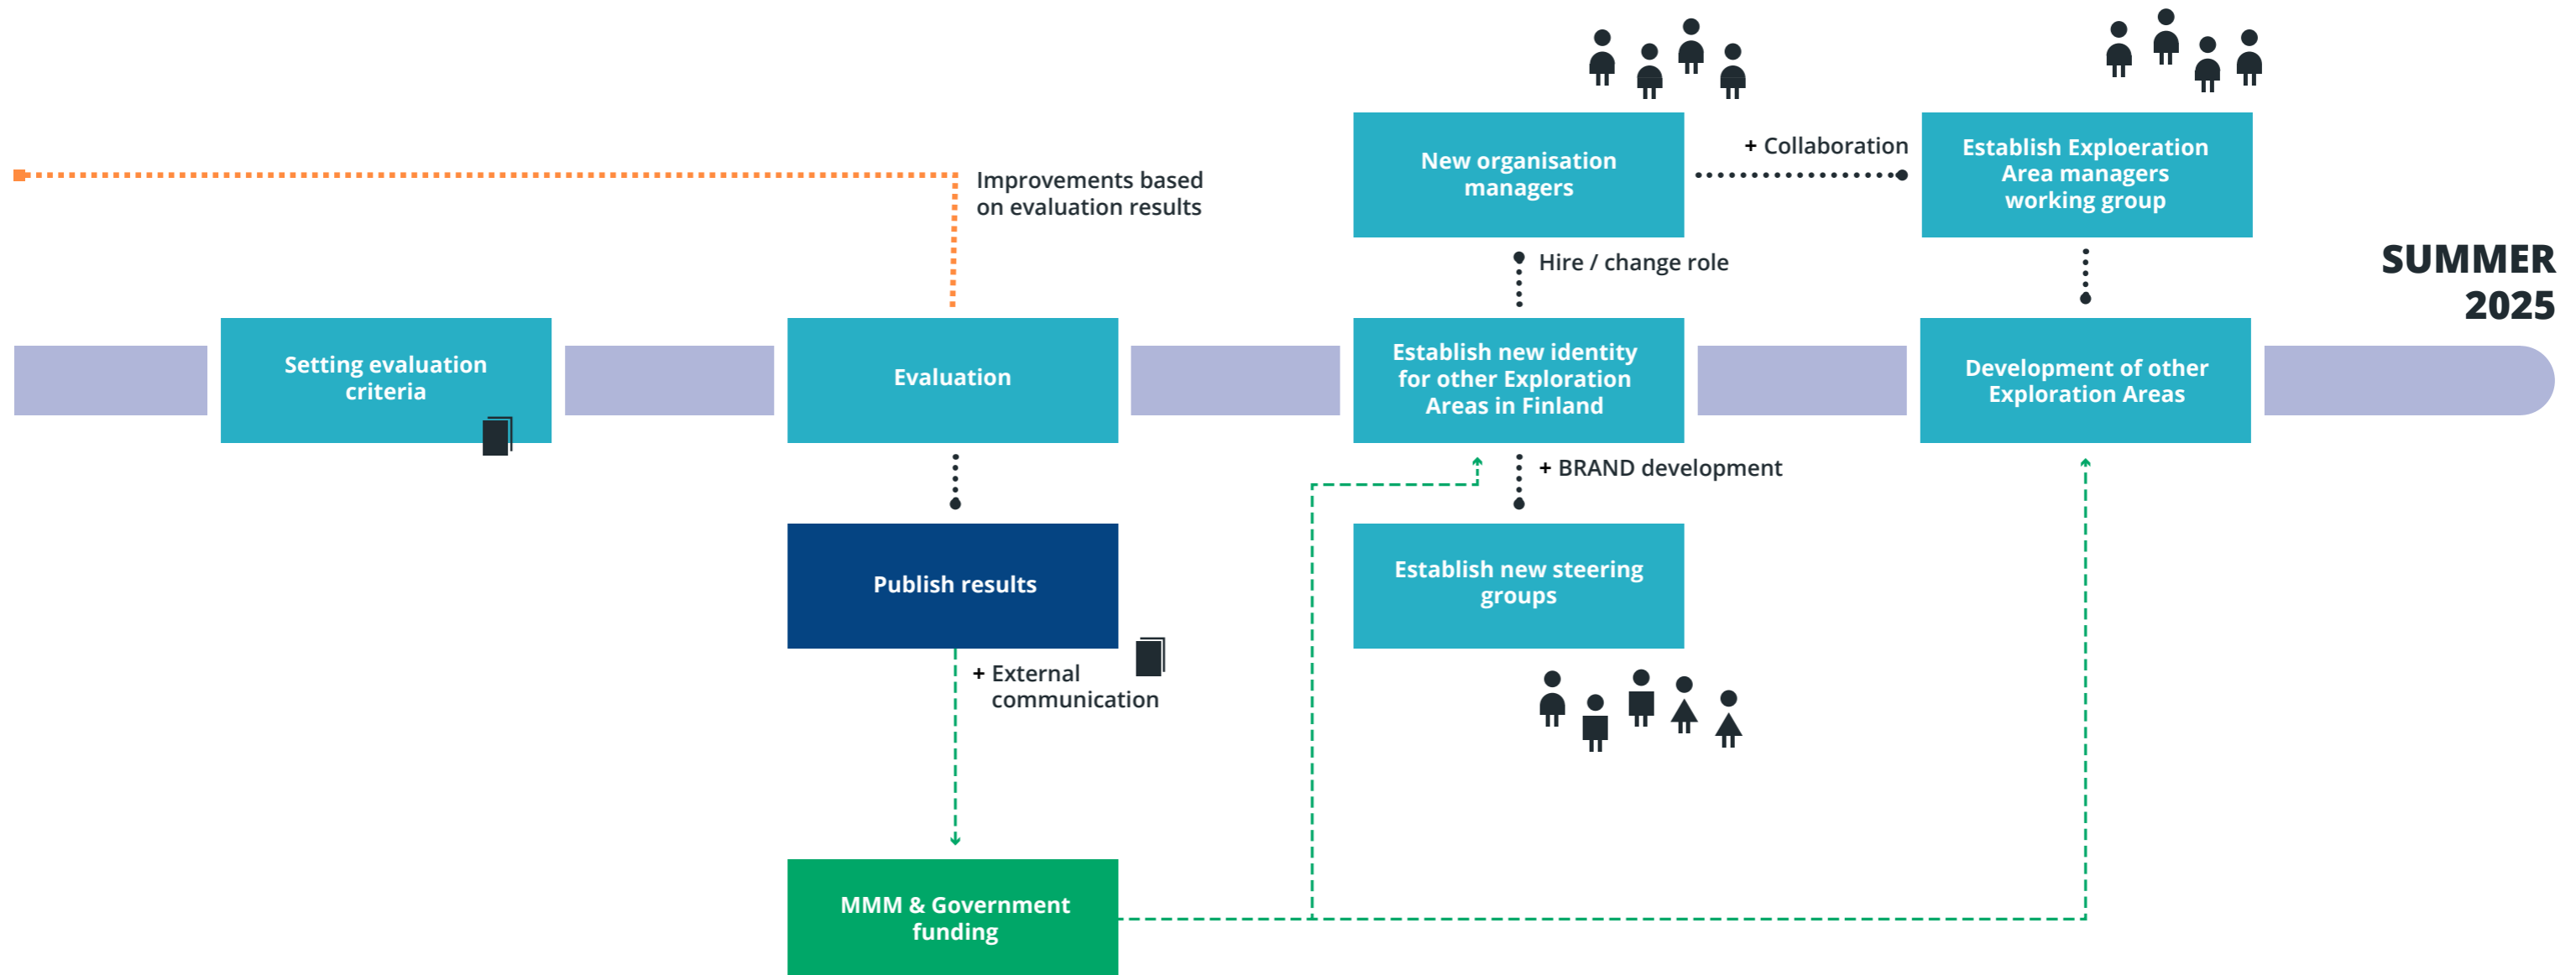 New organisation
managers
+ Collaboration
Establish Exploeration
Area managers
working group
Improvements based
on evaluation results
Hire / change role
SUMMER
2025
Setting evaluation
criteria
Evaluation
Establish new identity
for other Exploration
Areas in Finland
Development of other
Exploration Areas
+ BRAND development
Publish results
Establish new steering
groups
+ External
communication
MMM & Government
funding